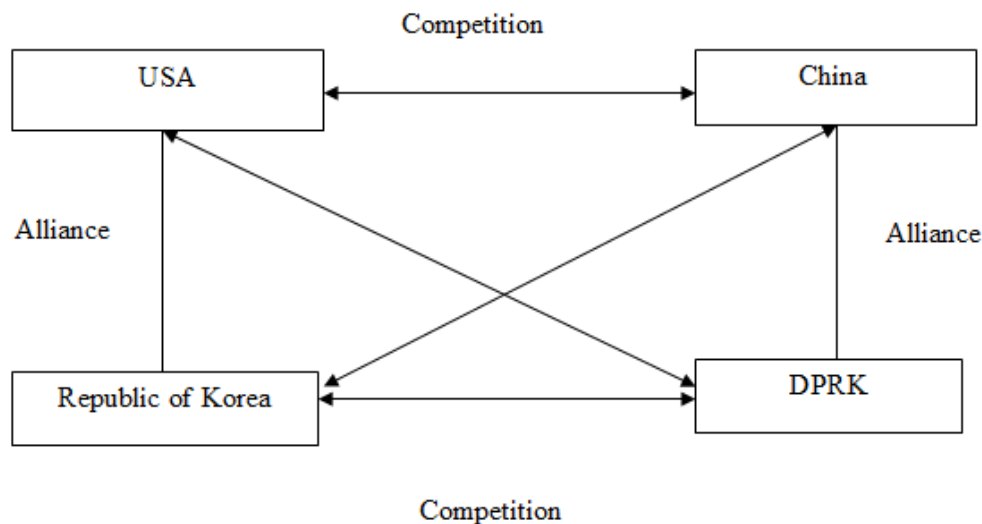 Competition
USA
China
Alliance
Alliance
Republic of Korea
DPRK
Competition